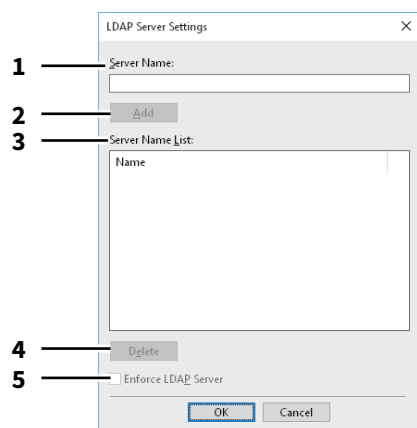 LDAP Server Settings
1 Server Name:
2 Add
3 Server Name List:
Name
4 Delete
5 Enforce LDAP Server
OK Cancel